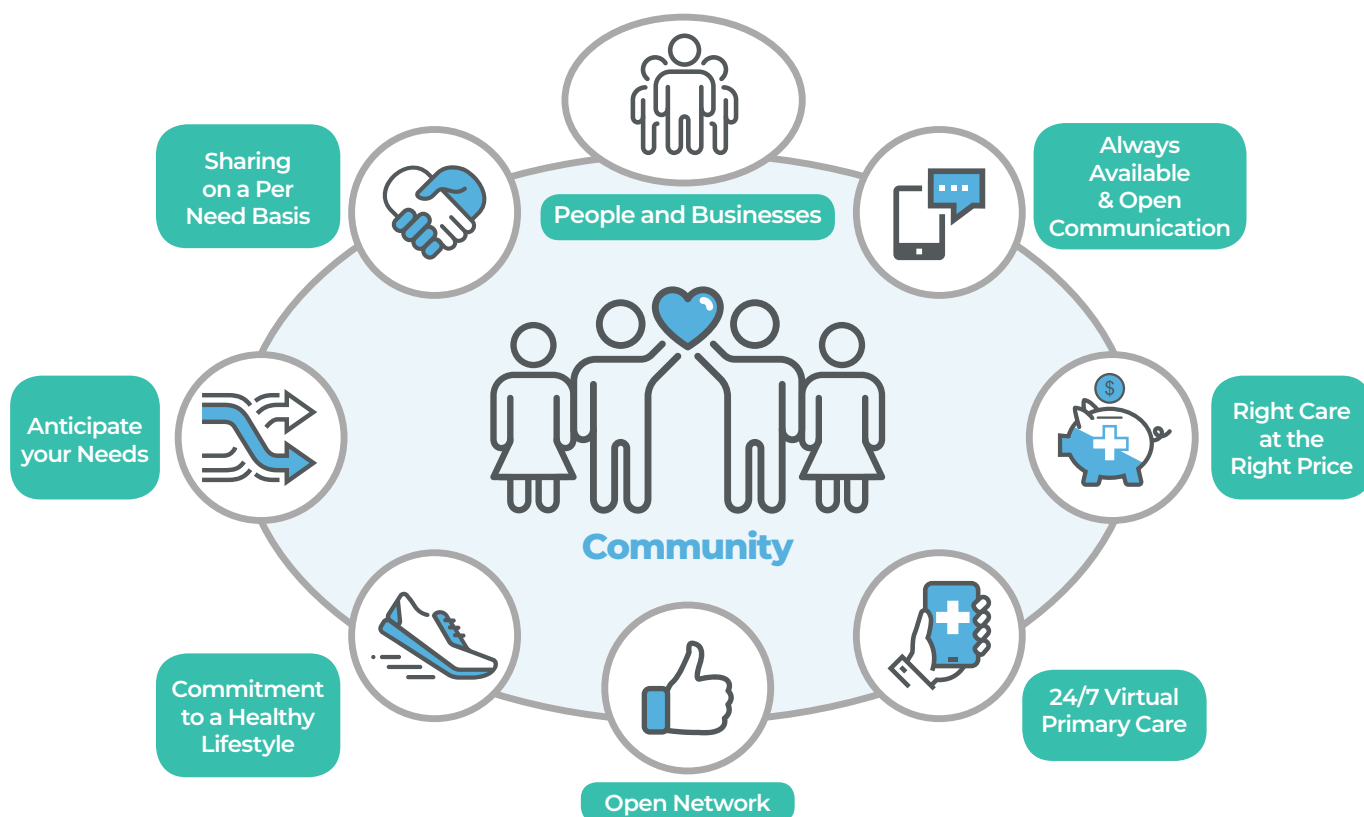 People and Businesses
Always
Available
& Open
Communication
$
Right Care
at the
Right Price
24/7 Virtual
Primary Care
Open Network
Commitment
to a Healthy
Lifestyle
Anticipate
your Needs
Sharing
on a Per
Need Basis
Community